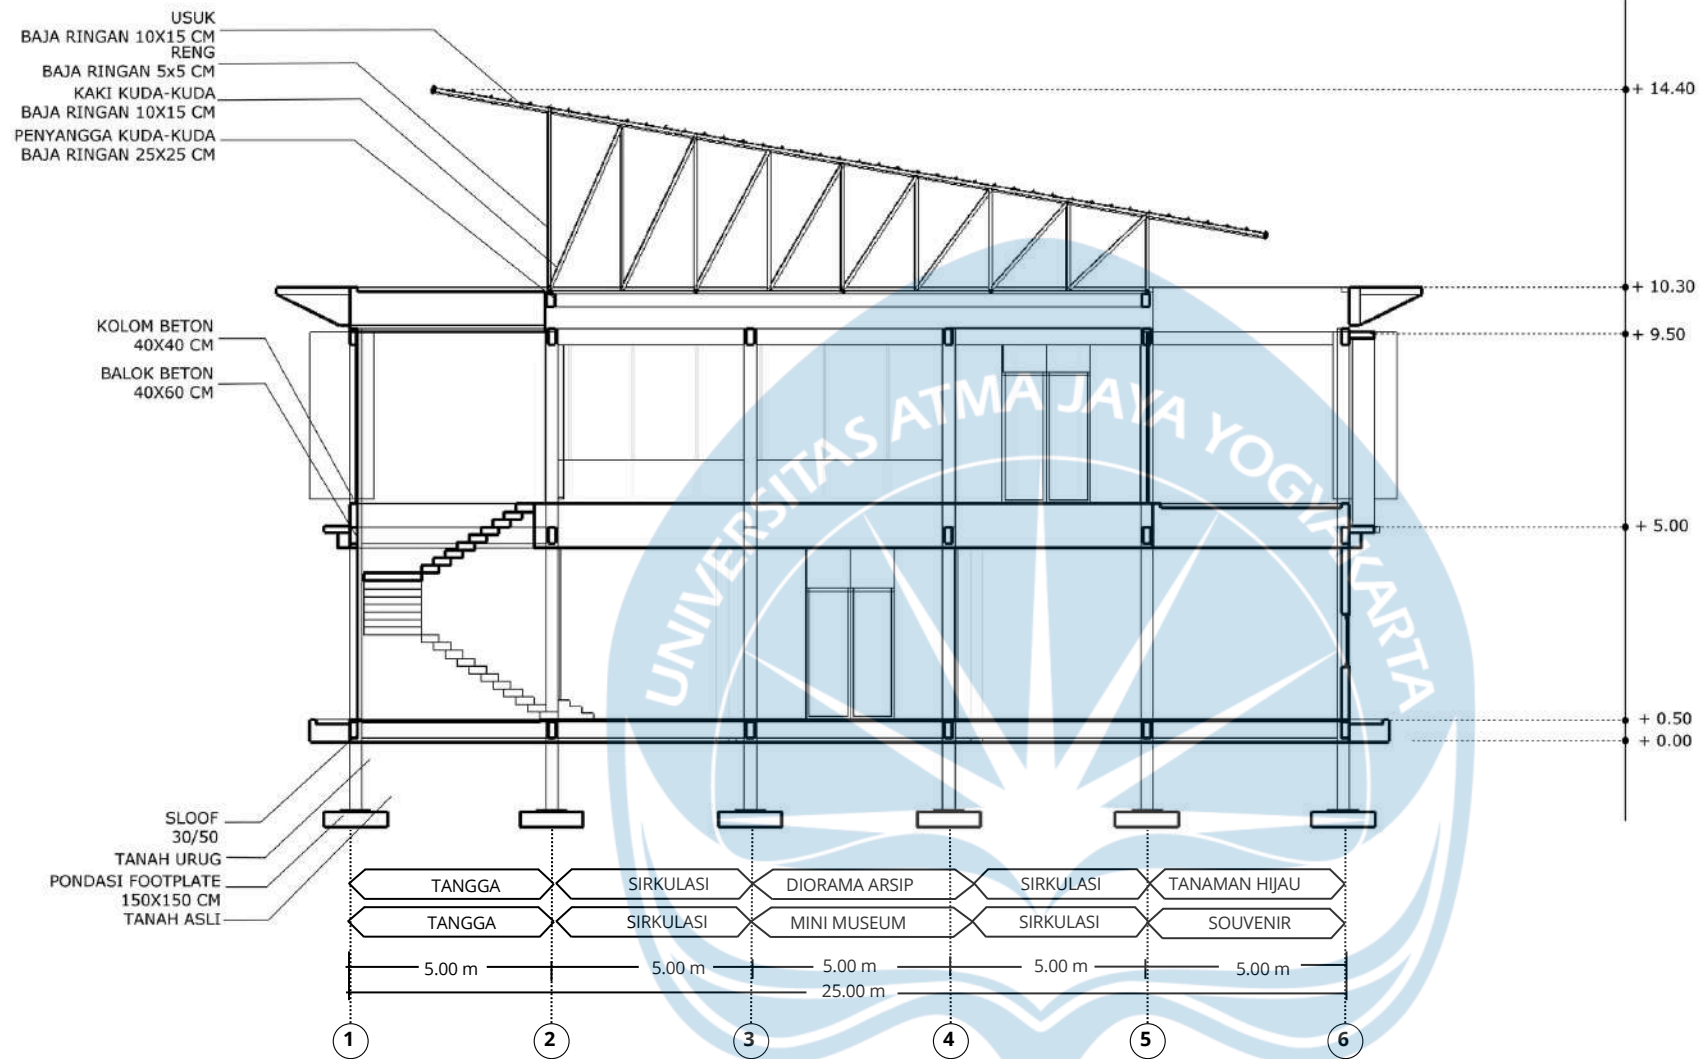 USUK
BAJA RINGAN 10X15 CM
RENG
BAJA RINGAN 5x5 CM
KAKI KUDA-KUDA
BAJA RINGAN 10X15 CM
PENYANGGA KUDA-KUDA
BAJA RINGAN 25X25 CM
+ 14.40
+ 10.30
+ 9.50
KOLOM BETON
40X40 CM
BALOK BETON
40X60 CM
UNIVERSITAS ATMA JAYA YOGYAKARTA
+ 5.00
+ 0.50
+ 0.00
SLOOF
30/50
TANAH URUG
PONDASI FOOTPLATE
150X150 CM
TANAH ASLI
TANGGA SIRKULASI DIORAMA ARSIP SIRKULASI TANAMAN HIJAU
TANGGA SIRKULASI MINI MUSEUM SIRKULASI SOUVENIR
5.00 m 5.00 m 5.00 m 5.00 m 5.00 m
25.00 m
1 2 3 4 5 6